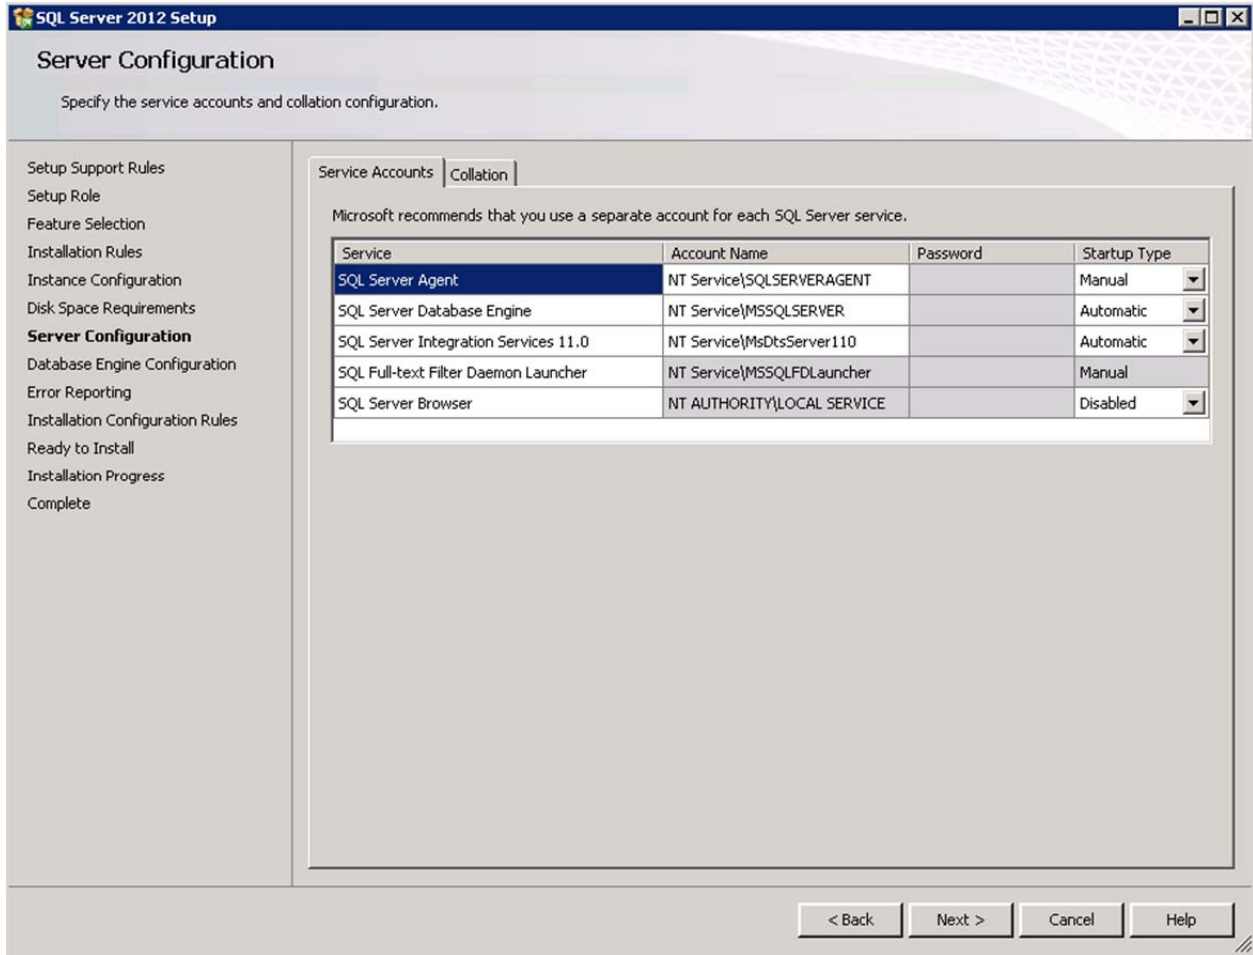 SQL Server 2012 Setup
Server Configuration
Specify the service accounts and collation configuration.
Setup Support Rules
Setup Role
Feature Selection
Installation Rules
Instance Configuration
Disk Space Requirements
Server Configuration
Database Engine Configuration
Error Reporting
Installation Configuration Rules
Ready to Install
Installation Progress
Complete
Service Accounts Collation
Microsoft recommends that you use a separate account for each SQL Server service.
Service Account Name Password Startup Type
SQL Server Agent NT Service\SQLSERVERAGENT Manual
SQL Server Database Engine NT Service\MSSQLSERVER Automatic
SQL Server Integration Services 11.0 NT Service\MsDtsServer110 Automatic
SQL Full-text Filter Daemon Launcher NT Service\MSSQLFDLauncher Manual
SQL Server Browser NT AUTHORITY\LOCAL SERVICE Disabled
< Back Next > Cancel Help